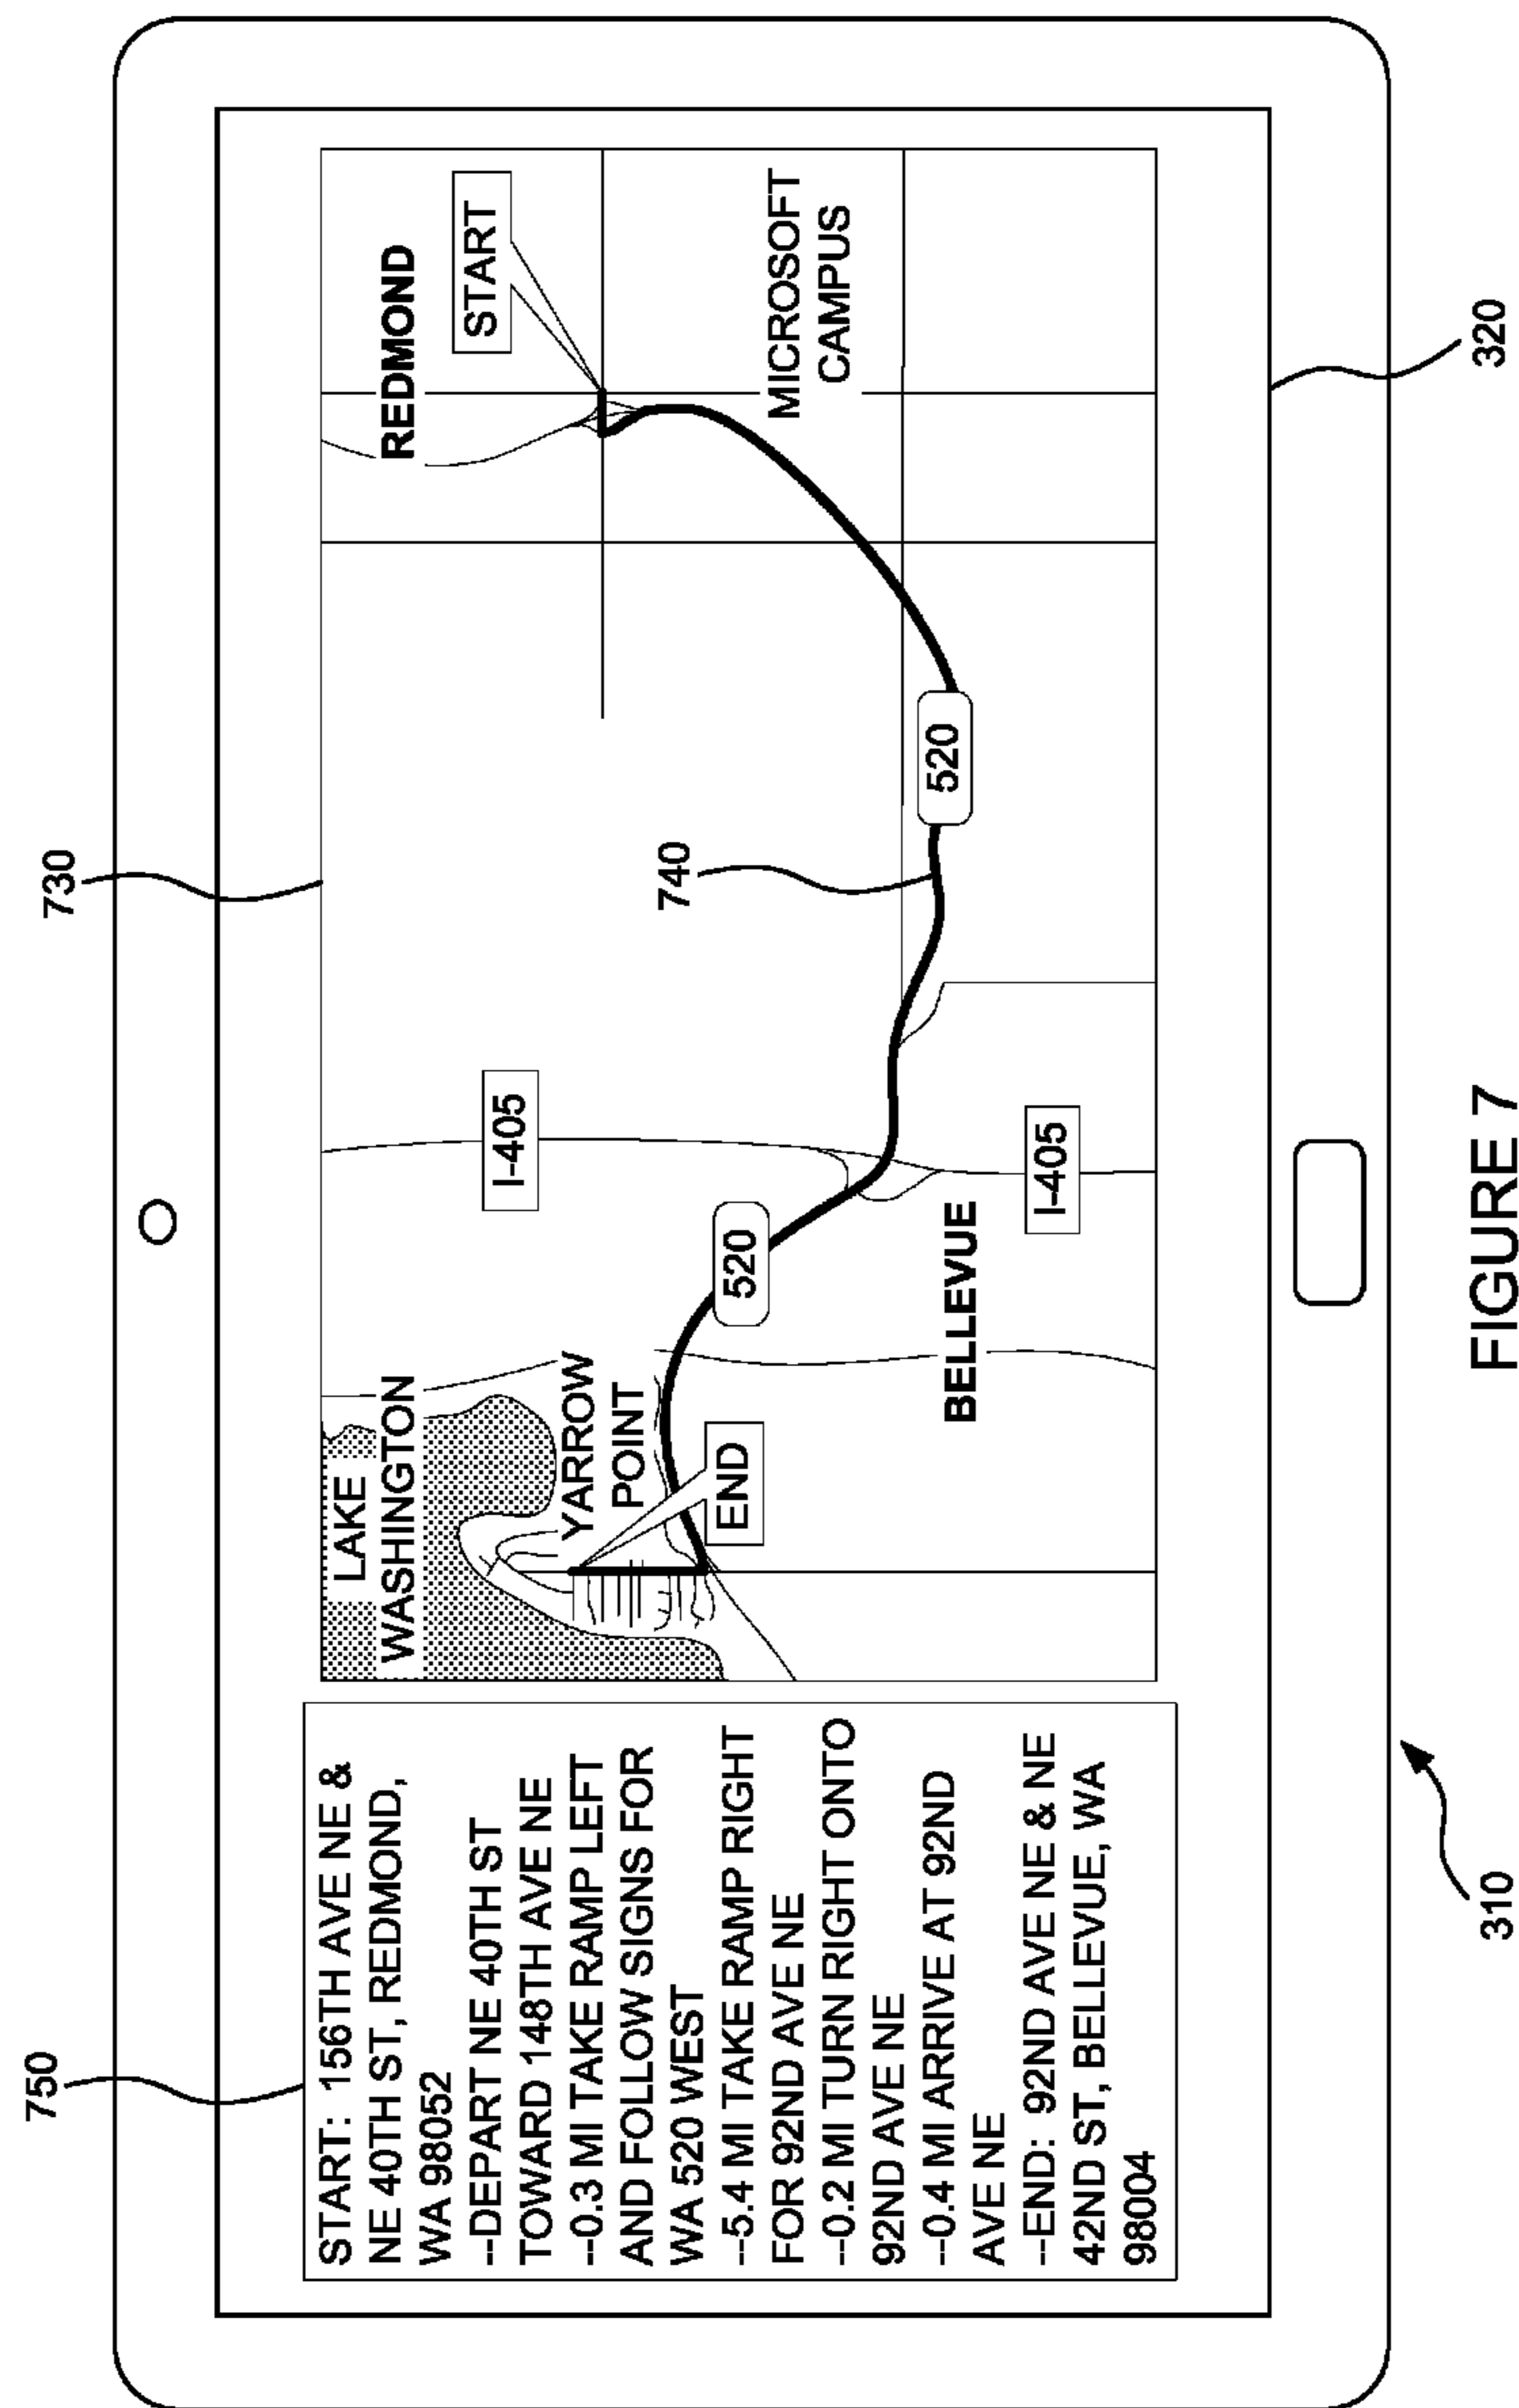 750
START: 156TH AVE NE &
NE 40TH ST, REDMOND,
WA 98052
--DEPART NE 40TH ST
TOWARD 148TH AVE NE
--0.3 MI TAKE RAMP LEFT
AND FOLLOW SIGNS FOR
WA 520 WEST
--5.4 MI TAKE RAMP RIGHT
FOR 92ND AVE NE
--0.2 MI TURN RIGHT ONTO
92ND AVE NE
--0.4 MI ARRIVE AT 92ND
AVE NE
--END: 92ND AVE NE & NE
42ND ST, BELLEVUE, WA
98004
730
LAKE
WASHINGTON
YARROW
POINT
END
520
BELLEVUE
I-405
I-405
740
520
REDMOND
START
MICROSOFT
CAMPUS
310
320
FIGURE 7